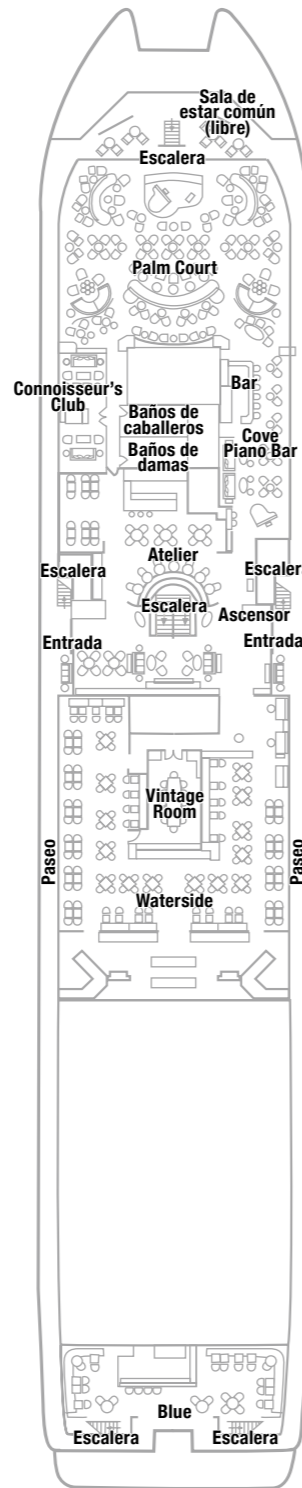 Sala de
estar común
(libre)
Escalera
Palm Court
Connoisseur's
Club
Baños de
caballeros
Baños de
damas
Bar
Cove
Piano Bar
Atelier
Escalera
Escalera
Escalera
Ascensor
Entrada
Entrada
Vintage
Room
Paseo
Paseo
Waterside
Blue
Escalera
Escalera